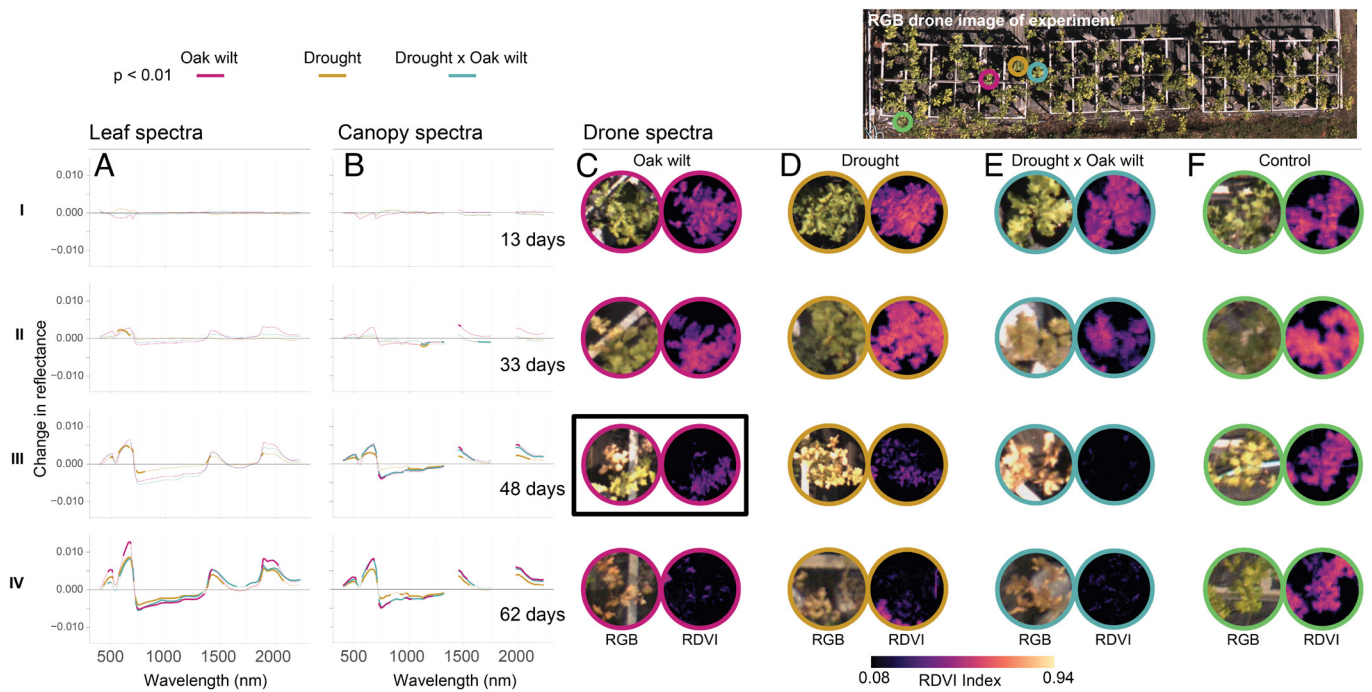 RGB drone image of experiment
Oak wilt Drought Drought x Oak wilt
p < 0.01
Leaf spectra Canopy spectra Drone spectra
A B C Oak wilt D Drought E Drought x Oak wilt F Control
I 0.010 0.000 −0.010 13 days
II 0.010 0.000 −0.010 33 days
III 0.010 0.000 −0.010 48 days
IV 0.010 0.000 −0.010 62 days
Change in reflectance
RGB RDVI RGB RDVI RGB RDVI RGB RDVI
500 1000 1500 2000 500 1000 1500 2000
Wavelength (nm) Wavelength (nm)
0.08 RDVI Index 0.94